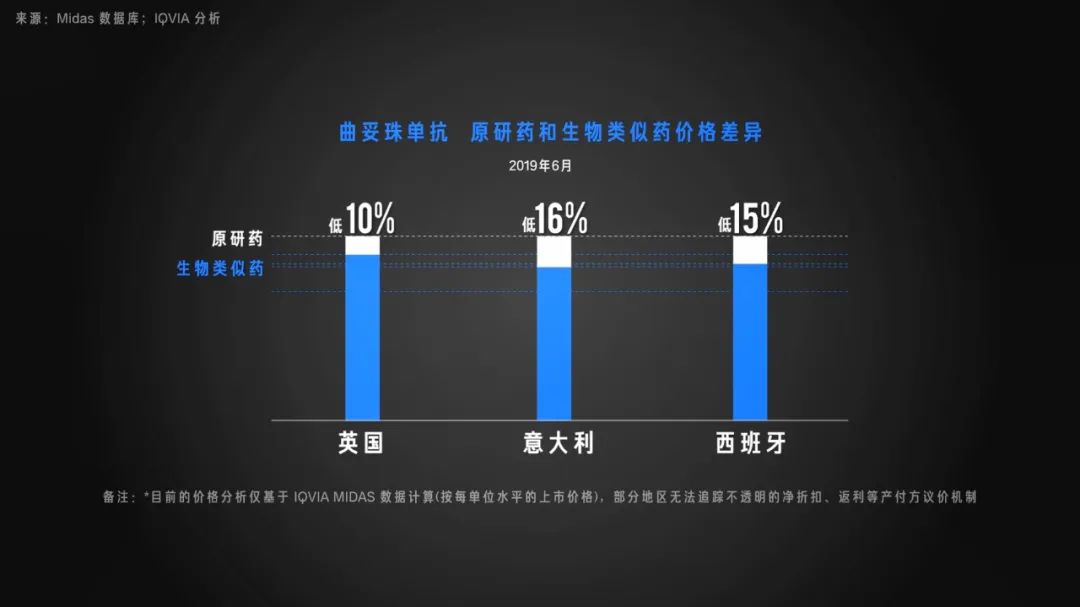 来源：Midas 数据库；IQVIA 分析
曲妥珠单抗 原研药和生物类似药价格差异
2019年6月
低10% 低16% 低15%
原研药
生物类似药
英国 意大利 西班牙
备注：*目前的价格分析仅基于 IQVIA MIDAS 数据计算(按每单位水平的上市价格)，部分地区无法追踪不透明的净折扣、返利等产付方议价机制